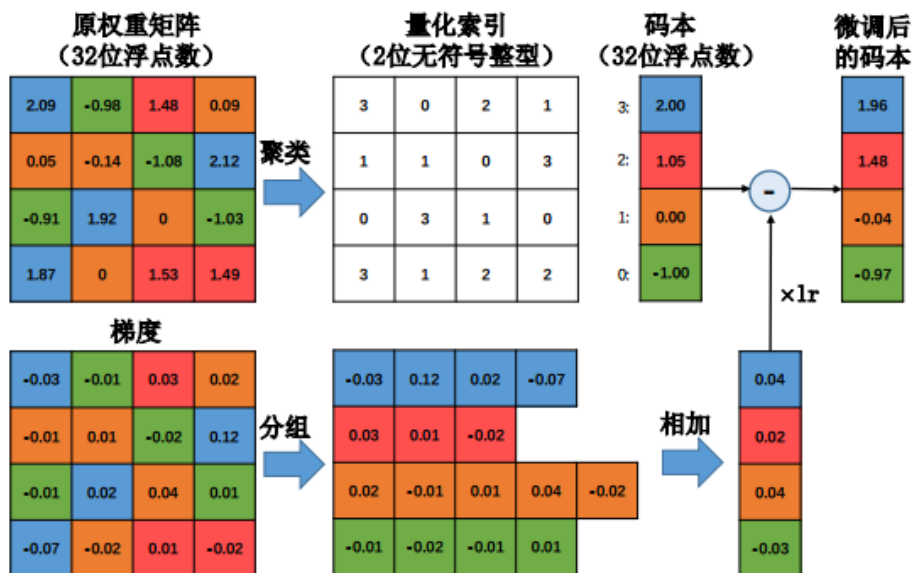 原权重矩阵
（32位浮点数）
量化索引
（2位无符号整型）
码本
（32位浮点数）
微调后
的码本
2.09 -0.98 1.48 0.09
0.05 -0.14 -1.08 2.12
-0.91 1.92 0 -1.03
1.87 0 1.53 1.49
聚类
3 0 2 1
1 1 0 3
0 3 1 0
3 1 2 2
3: 2.00
2: 1.05
1: 0.00
0: -1.00
-
1.96
1.48
-0.04
-0.97
×lr
梯度
-0.03 -0.01 0.03 0.02
-0.01 0.01 -0.02 0.12
-0.01 0.02 0.04 0.01
-0.07 -0.02 0.01 -0.02
分组
-0.03 0.12 0.02 -0.07
0.03 0.01 -0.02
0.02 -0.01 0.01 0.04 -0.02
-0.01 -0.02 -0.01 0.01
相加
0.04
0.02
0.04
-0.03